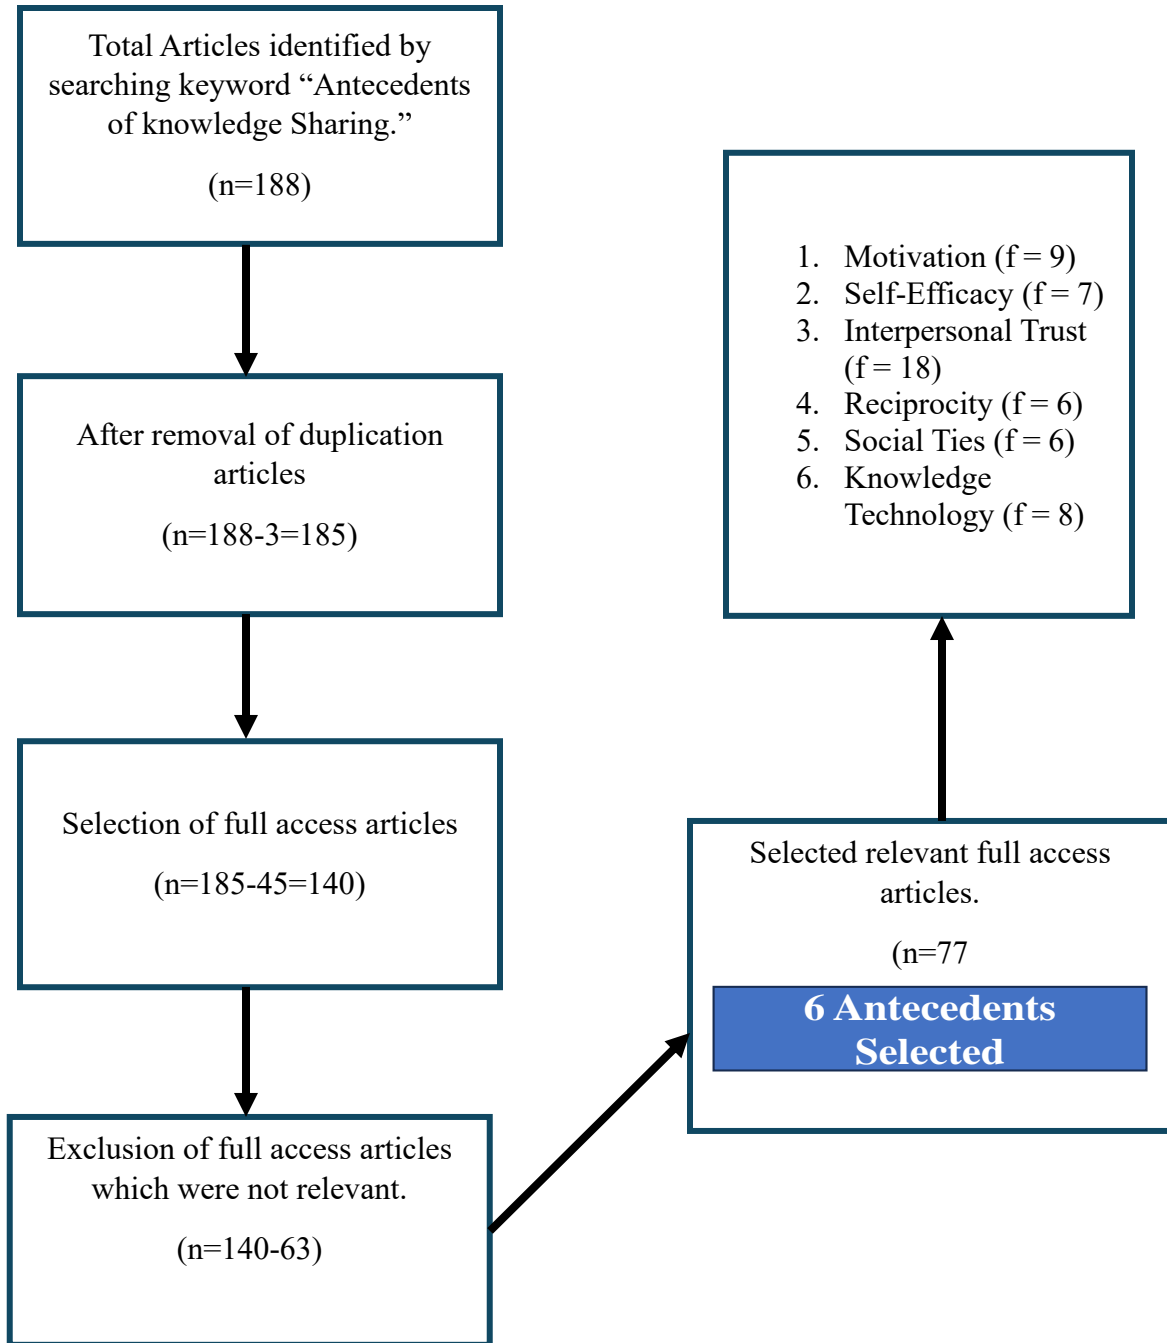 Total Articles identified by
searching keyword “Antecedents
of knowledge Sharing.”
(n=188)
After removal of duplication
articles
(n=188-3=185)
Selection of full access articles
(n=185-45=140)
Exclusion of full access articles
which were not relevant.
(n=140-63)
Selected relevant full access
articles.
(n=77
6 Antecedents
Selected
1. Motivation (f = 9)
2. Self-Efficacy (f = 7)
3. Interpersonal Trust
(f = 18)
4. Reciprocity (f = 6)
5. Social Ties (f = 6)
6. Knowledge
Technology (f = 8)